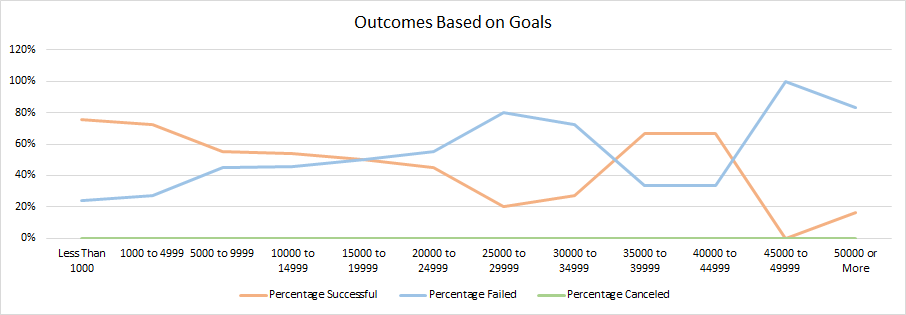 Outcomes Based on Goals
120%
100%
80%
60%
40%
20%
0%
Less Than 1000 to 4999 5000 to 9999 10000 to 15000 to 20000 to 25000 to 30000 to 35000 to 40000 to 45000 to 50000 or
1000 14999 19999 24999 29999 34999 39999 44999 49999 More
Percentage Successful Percentage Failed Percentage Canceled